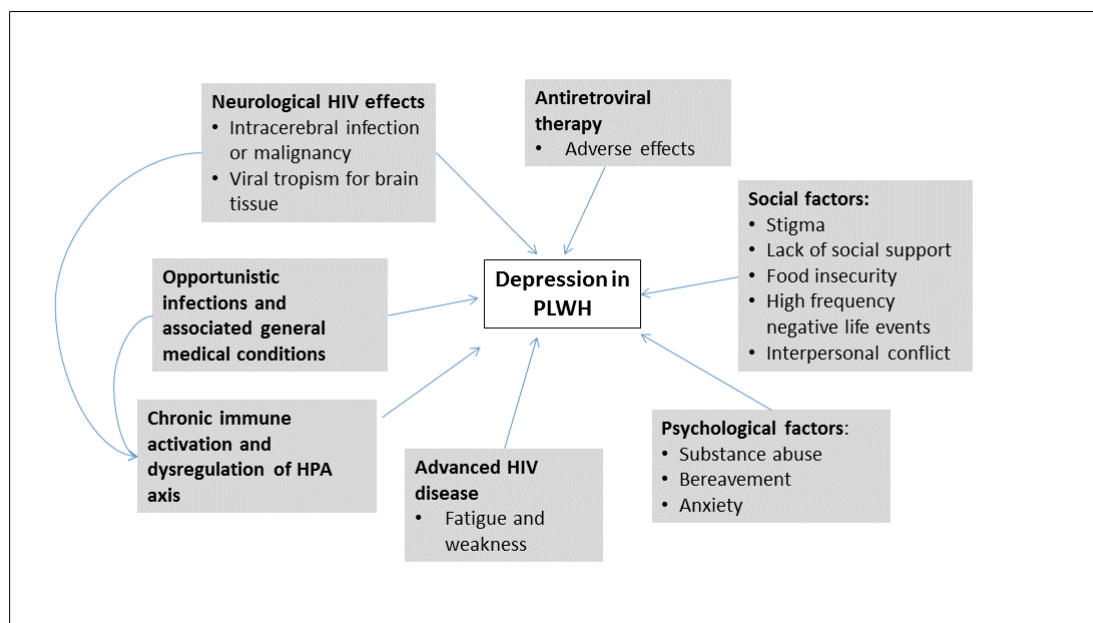 Neurological HIV effects
• Intracerebral infection
or malignancy
• Viral tropism for brain
tissue
Antiretroviral
therapy
• Adverse effects
Social factors:
• Stigma
• Lack of social support
• Food insecurity
• High frequency
negative life events
• Interpersonal conflict
Opportunistic
infections and
associated general
medical conditions
Depression in
PLWH
Chronic immune
activation and
dysregulation of HPA
axis
Advanced HIV
disease
• Fatigue and
weakness
Psychological factors:
• Substance abuse
• Bereavement
• Anxiety